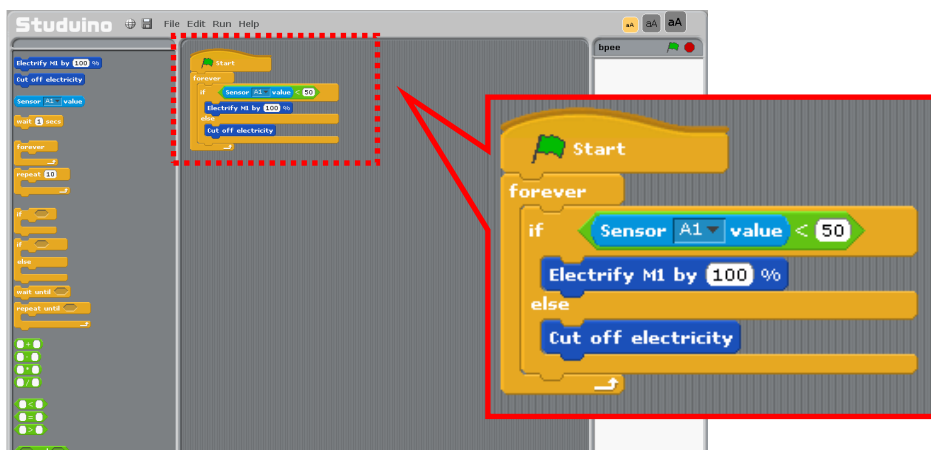 Studuino File Edit Run Help
aA aA aA
Electrify M1 by 100 %
Cut off electricity
Sensor A1 value
wait 1 secs
forever
repeat 10
if
if
else
wait until
repeat until
+
-
*
/
<
=
>
Start
forever
if Sensor A1 value < 50
Electrify M1 by 100 %
else
Cut off electricity
bpee
Start
forever
if Sensor A1 value < 50
Electrify M1 by 100 %
else
Cut off electricity